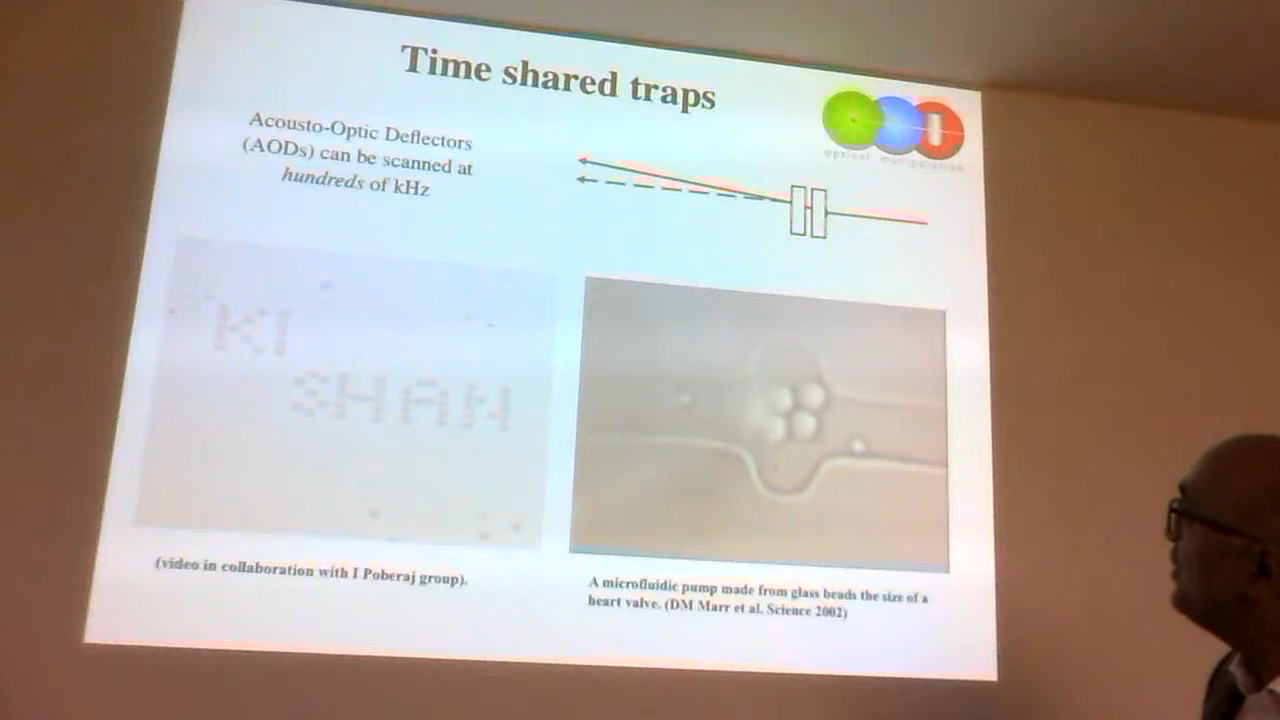 Time shared traps
Acousto-Optic Deflectors
(AODs) can be scanned at
hundreds of kHz
optical manipulation
KI
SHAN
(video in collaboration with I Poberaj group).
A microfluidic pump made from glass beads the size of a
heart valve. (DM Marr et al. Science 2002)